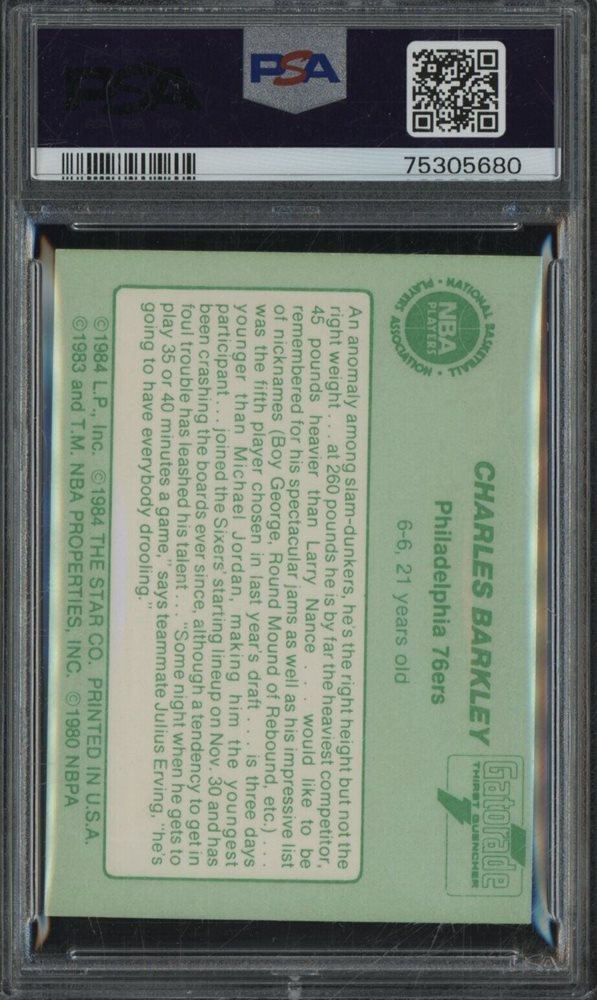 PSA
PSA
75305680
NATIONAL BASKETBALL
PLAYERS ASSOCIATION
NBA
PLAYERS
CHARLES BARKLEY
Philadelphia 76ers
6-6, 21 years old
Gatorade
THIRST QUENCHER
An anomaly among slam-dunkers, he's the right height but not the
right weight . . . at 260 pounds he is by far the heaviest competitor,
45 pounds heavier than Larry Nance . . . would like to be
remembered for his spectacular jams as well as his impressive list
of nicknames (Boy George, Round Mound of Rebound, etc.) . . .
was the fifth player chosen in last year's draft . . . is three days
younger than Michael Jordan, making him the youngest
participant . . . joined the Sixers' starting lineup on Nov. 30 and has
been crashing the boards ever since, although a tendency to get in
foul trouble has leashed his talent . . . "Some night when he gets to
play 35 or 40 minutes a game," says teammate Julius Erving, "he's
going to have everybody drooling."
©1984 L.P., Inc. ©1984 THE STAR CO. PRINTED IN U.S.A.
©1983 and T.M. NBA PROPERTIES, INC. ©1980 NBPA